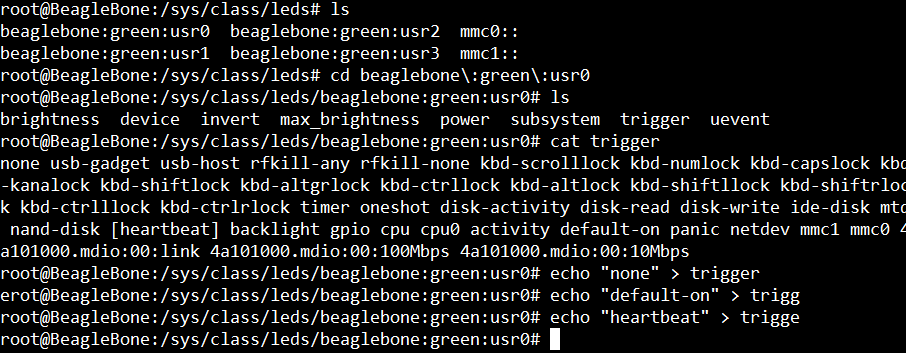 root@BeagleBone:/sys/class/leds# ls
beaglebone:green:usr0  beaglebone:green:usr2  mmc0::
beaglebone:green:usr1  beaglebone:green:usr3  mmc1::
root@BeagleBone:/sys/class/leds# cd beaglebone\:green\:usr0
root@BeagleBone:/sys/class/leds/beaglebone:green:usr0# ls
brightness  device  invert  max_brightness  power  subsystem  trigger  uevent
root@BeagleBone:/sys/class/leds/beaglebone:green:usr0# cat trigger
none usb-gadget usb-host rfkill-any rfkill-none kbd-scrolllock kbd-numlock kbd-capslock kbd
-kanalock kbd-shiftlock kbd-altgrlock kbd-ctrllock kbd-altlock kbd-shiftllock kbd-shiftrloc
k kbd-ctrlllock kbd-ctrlrlock timer oneshot disk-activity disk-read disk-write ide-disk mtd
 nand-disk [heartbeat] backlight gpio cpu cpu0 activity default-on panic netdev mmc1 mmc0 4
a101000.mdio:00:link 4a101000.mdio:00:100Mbps 4a101000.mdio:00:10Mbps
root@BeagleBone:/sys/class/leds/beaglebone:green:usr0# echo "none" > trigger
erot@BeagleBone:/sys/class/leds/beaglebone:green:usr0# echo "default-on" > trigg
root@BeagleBone:/sys/class/leds/beaglebone:green:usr0# echo "heartbeat" > trigge
root@BeagleBone:/sys/class/leds/beaglebone:green:usr0#